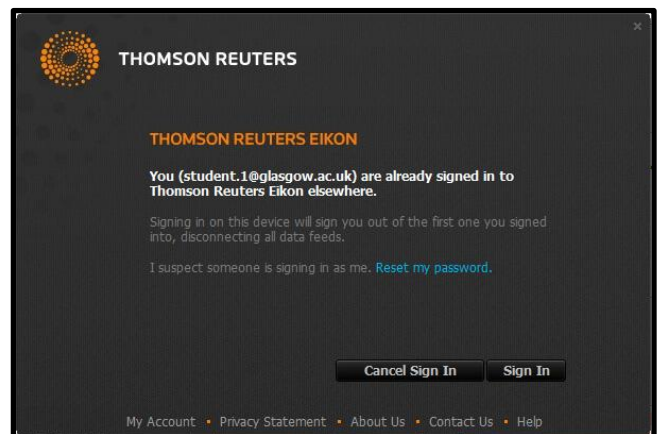 THOMSON REUTERS
THOMSON REUTERS EIKON
You (student.1@glasgow.ac.uk) are already signed in to
Thomson Reuters Eikon elsewhere.
Signing in on this device will sign you out of the first one you signed
into, disconnecting all data feeds.
I suspect someone is signing in as me. Reset my password.
Cancel Sign In Sign In
My Account • Privacy Statement • About Us • Contact Us • Help